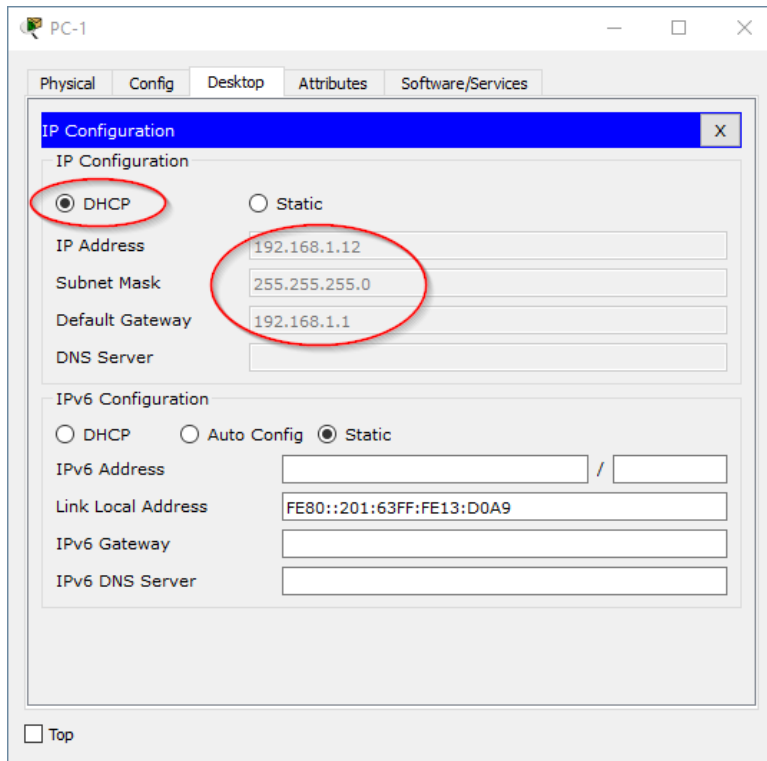 PC-1
Physical Config Desktop Attributes Software/Services
IP Configuration X
IP Configuration
DHCP Static
IP Address 192.168.1.12
Subnet Mask 255.255.255.0
Default Gateway 192.168.1.1
DNS Server
IPv6 Configuration
DHCP Auto Config Static
IPv6 Address /
Link Local Address FE80::201:63FF:FE13:D0A9
IPv6 Gateway
IPv6 DNS Server
Top